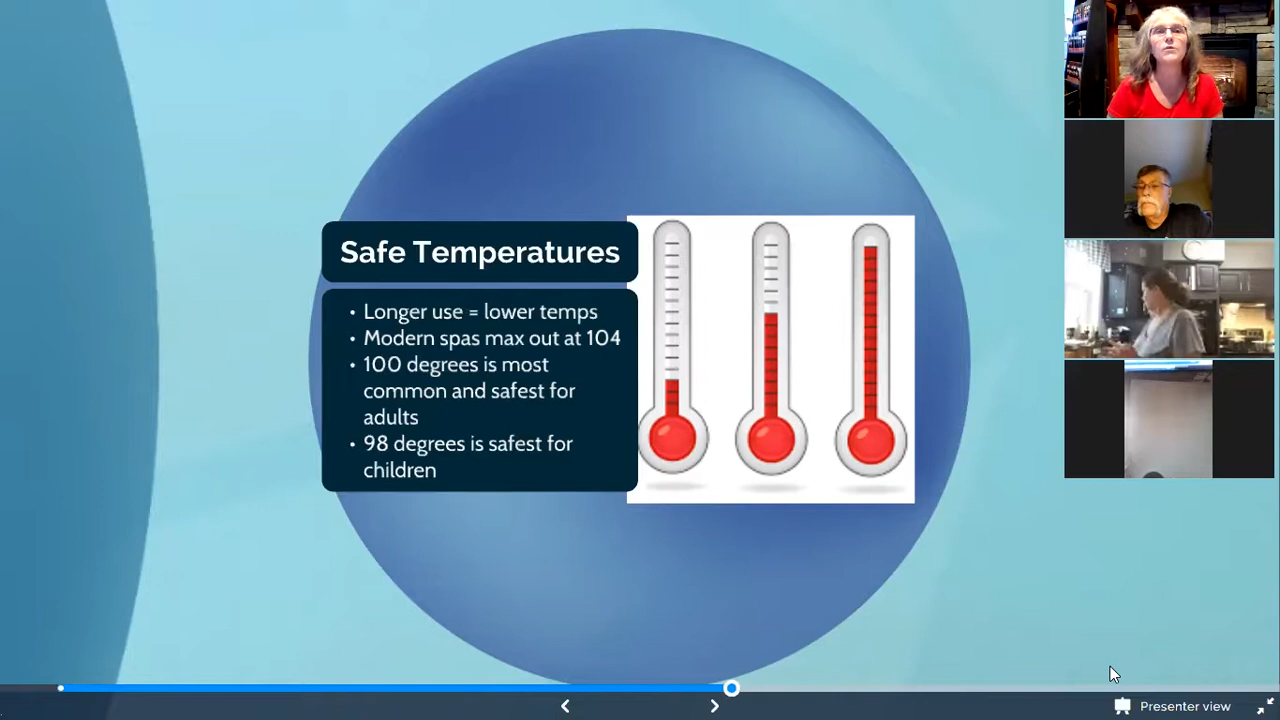 Safe Temperatures
• Longer use = lower temps
• Modern spas max out at 104
• 100 degrees is most
common and safest for
adults
• 98 degrees is safest for
children
Presenter view